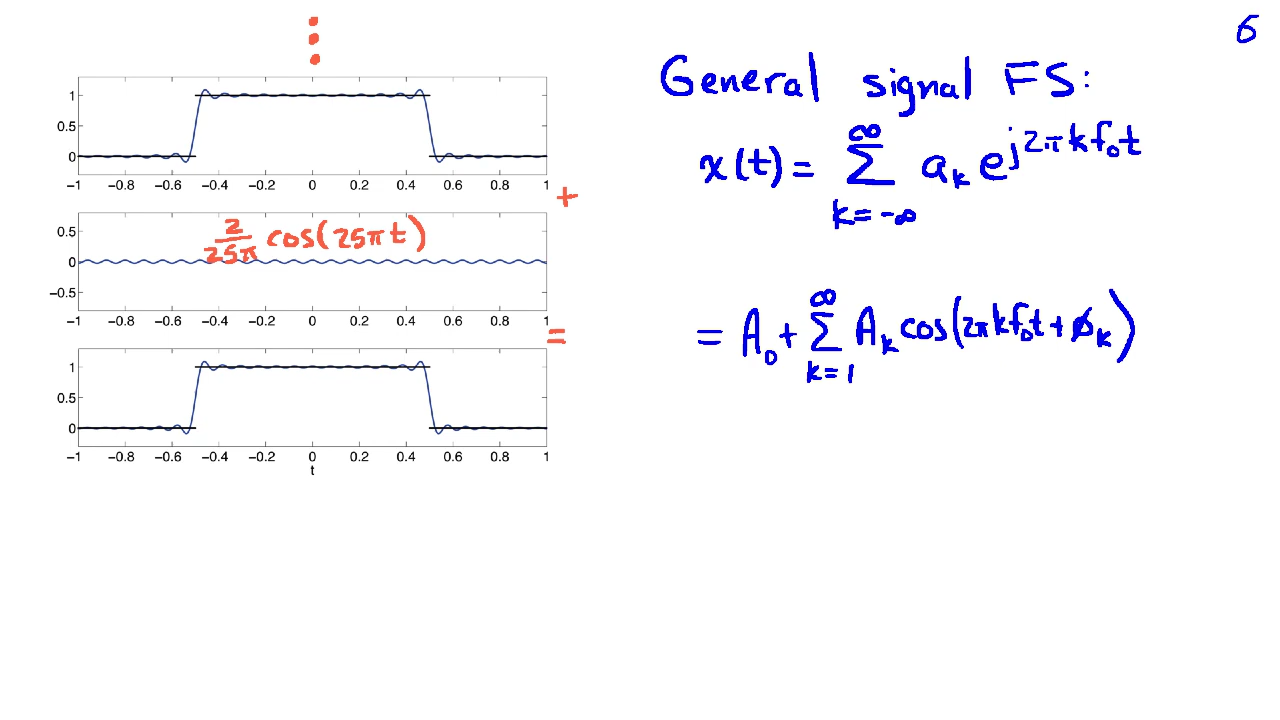 6
1
0.5
0
−1 −0.8 −0.6 −0.4 −0.2 0 0.2 0.4 0.6 0.8 1
+
0.5
0
−0.5
2/25π cos(25πt)
−1 −0.8 −0.6 −0.4 −0.2 0 0.2 0.4 0.6 0.8 1
=
1
0.5
0
−1 −0.8 −0.6 −0.4 −0.2 0 0.2 0.4 0.6 0.8 1
t
General signal FS:
x(t) = ∑_{k=-∞}^{∞} a_k e^{j2πkf_0t}
= A_0 + ∑_{k=1}^{∞} A_k cos(2πkf_0t + ϕ_k)